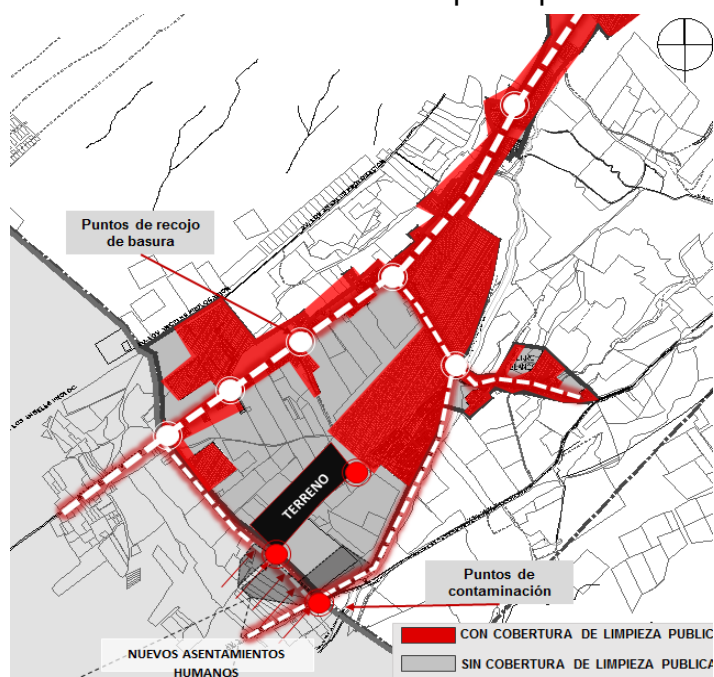 Puntos de recojo
de basura
TERRENO
Puntos de
contaminación
NUEVOS ASENTAMIENTOS
HUMANOS
CON COBERTURA DE LIMPIEZA PUBLICA
SIN COBERTURA DE LIMPIEZA PUBLICA